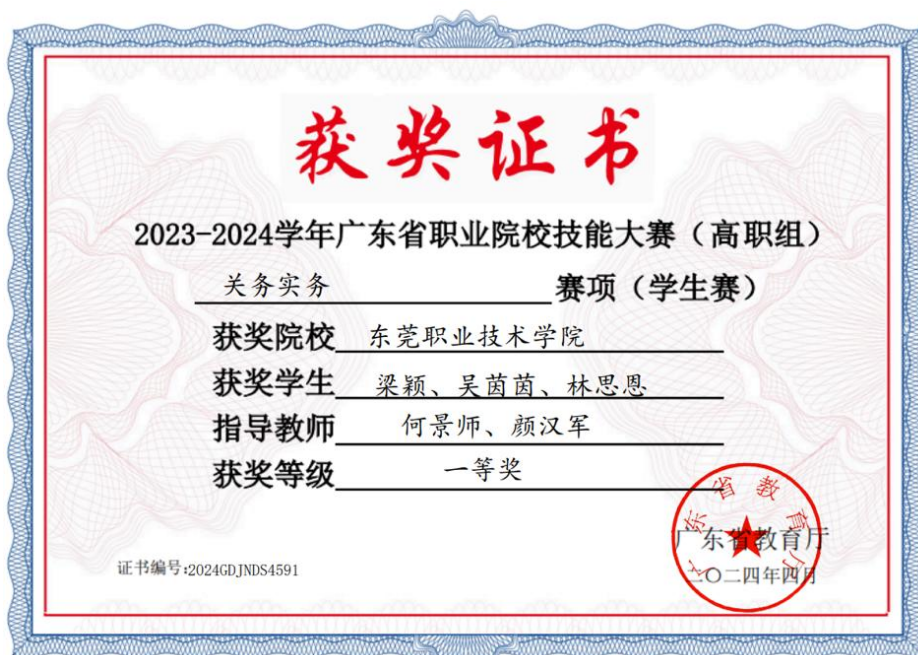 获奖证书
2023-2024学年广东省职业院校技能大赛（高职组）
关务实务 赛项（学生赛）
获奖院校 东莞职业技术学院
获奖学生 梁颖、吴茵茵、林思恩
指导教师 何景师、颜汉军
获奖等级 一等奖
广东省教育厅
广东省教育厅
二〇二四年四月
证书编号:2024GDJNDS4591